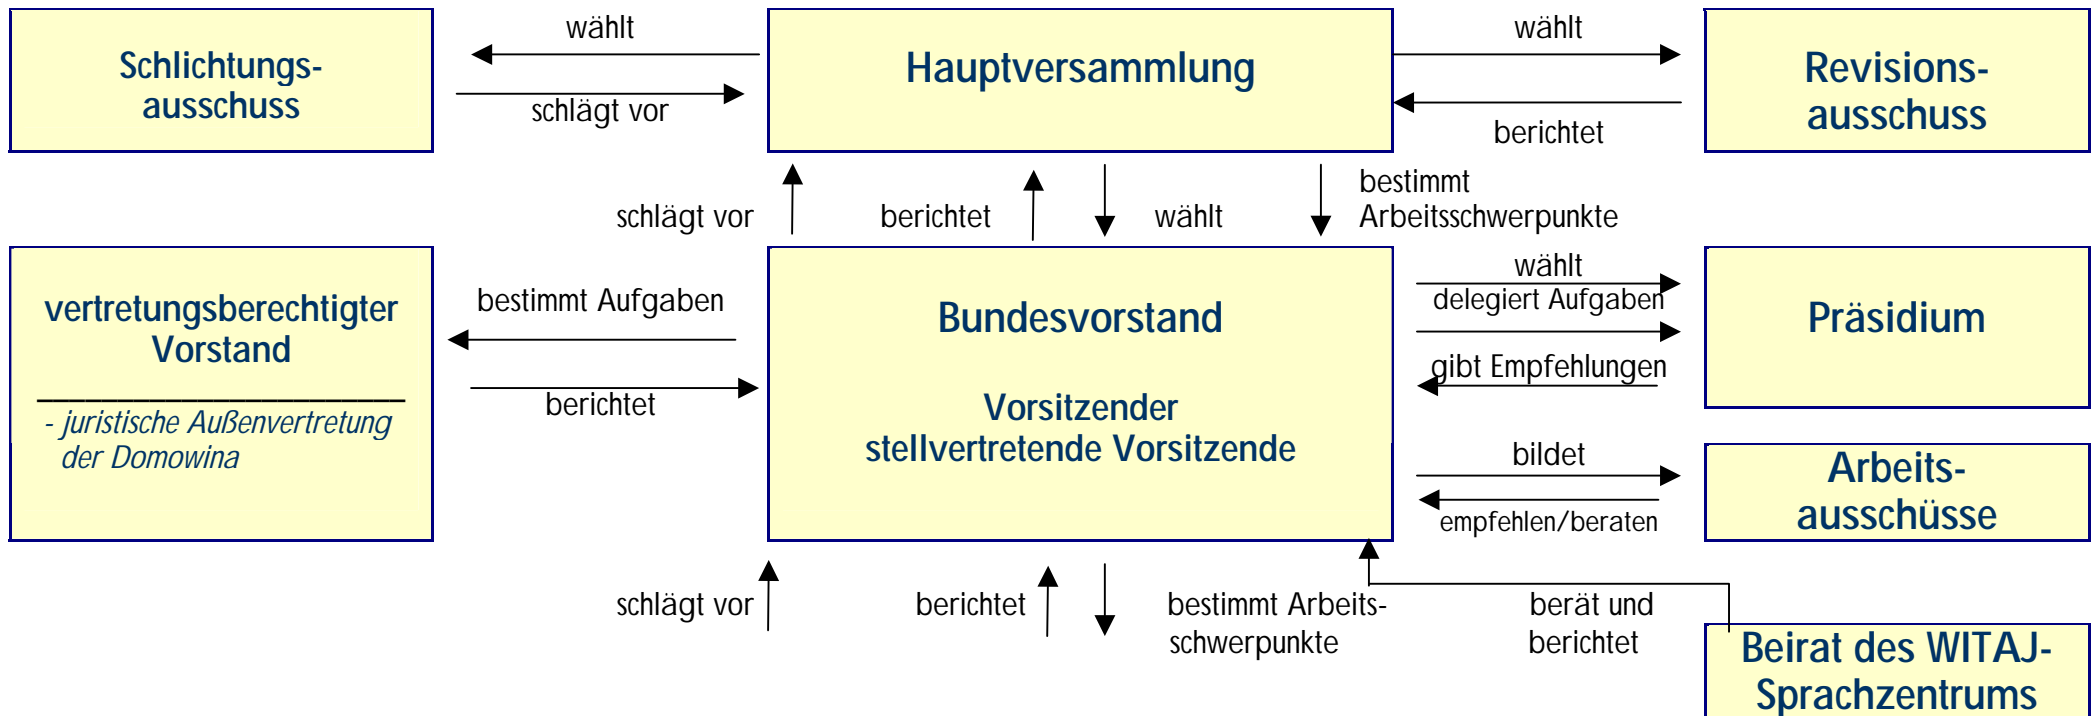 wählt
wählt
Schlichtungs-
ausschuss
Hauptversammlung
Revisions-
ausschuss
schlägt vor
berichtet
schlägt vor
berichtet
wählt
bestimmt
Arbeitsschwerpunkte
vertretungsberechtigter
Vorstand
- juristische Außenvertretung
der Domowina
bestimmt Aufgaben
berichtet
Bundesvorstand
Vorsitzender
stellvertretende Vorsitzende
wählt
delegiert Aufgaben
gibt Empfehlungen
Präsidium
bildet
empfehlen/beraten
Arbeits-
ausschüsse
schlägt vor
berichtet
bestimmt Arbeits-
schwerpunkte
berät und
berichtet
Beirat des WITAJ-
Sprachzentrums